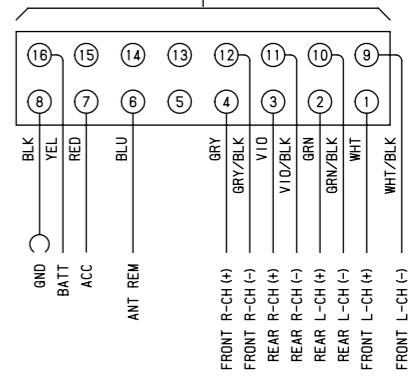 16 15 14 13 12 11 10 9
8 7 6 5 4 3 2 1
BLK
YEL
RED
BLU
GRY
GRY/BLK
VIO
VIO/BLK
GRN
GRN/BLK
WHT
WHT/BLK
GND
BATT
ACC
ANT REM
FRONT R-CH (+)
FRONT R-CH (-)
REAR R-CH (+)
REAR R-CH (-)
REAR L-CH (+)
REAR L-CH (-)
FRONT L-CH (+)
FRONT L-CH (-)